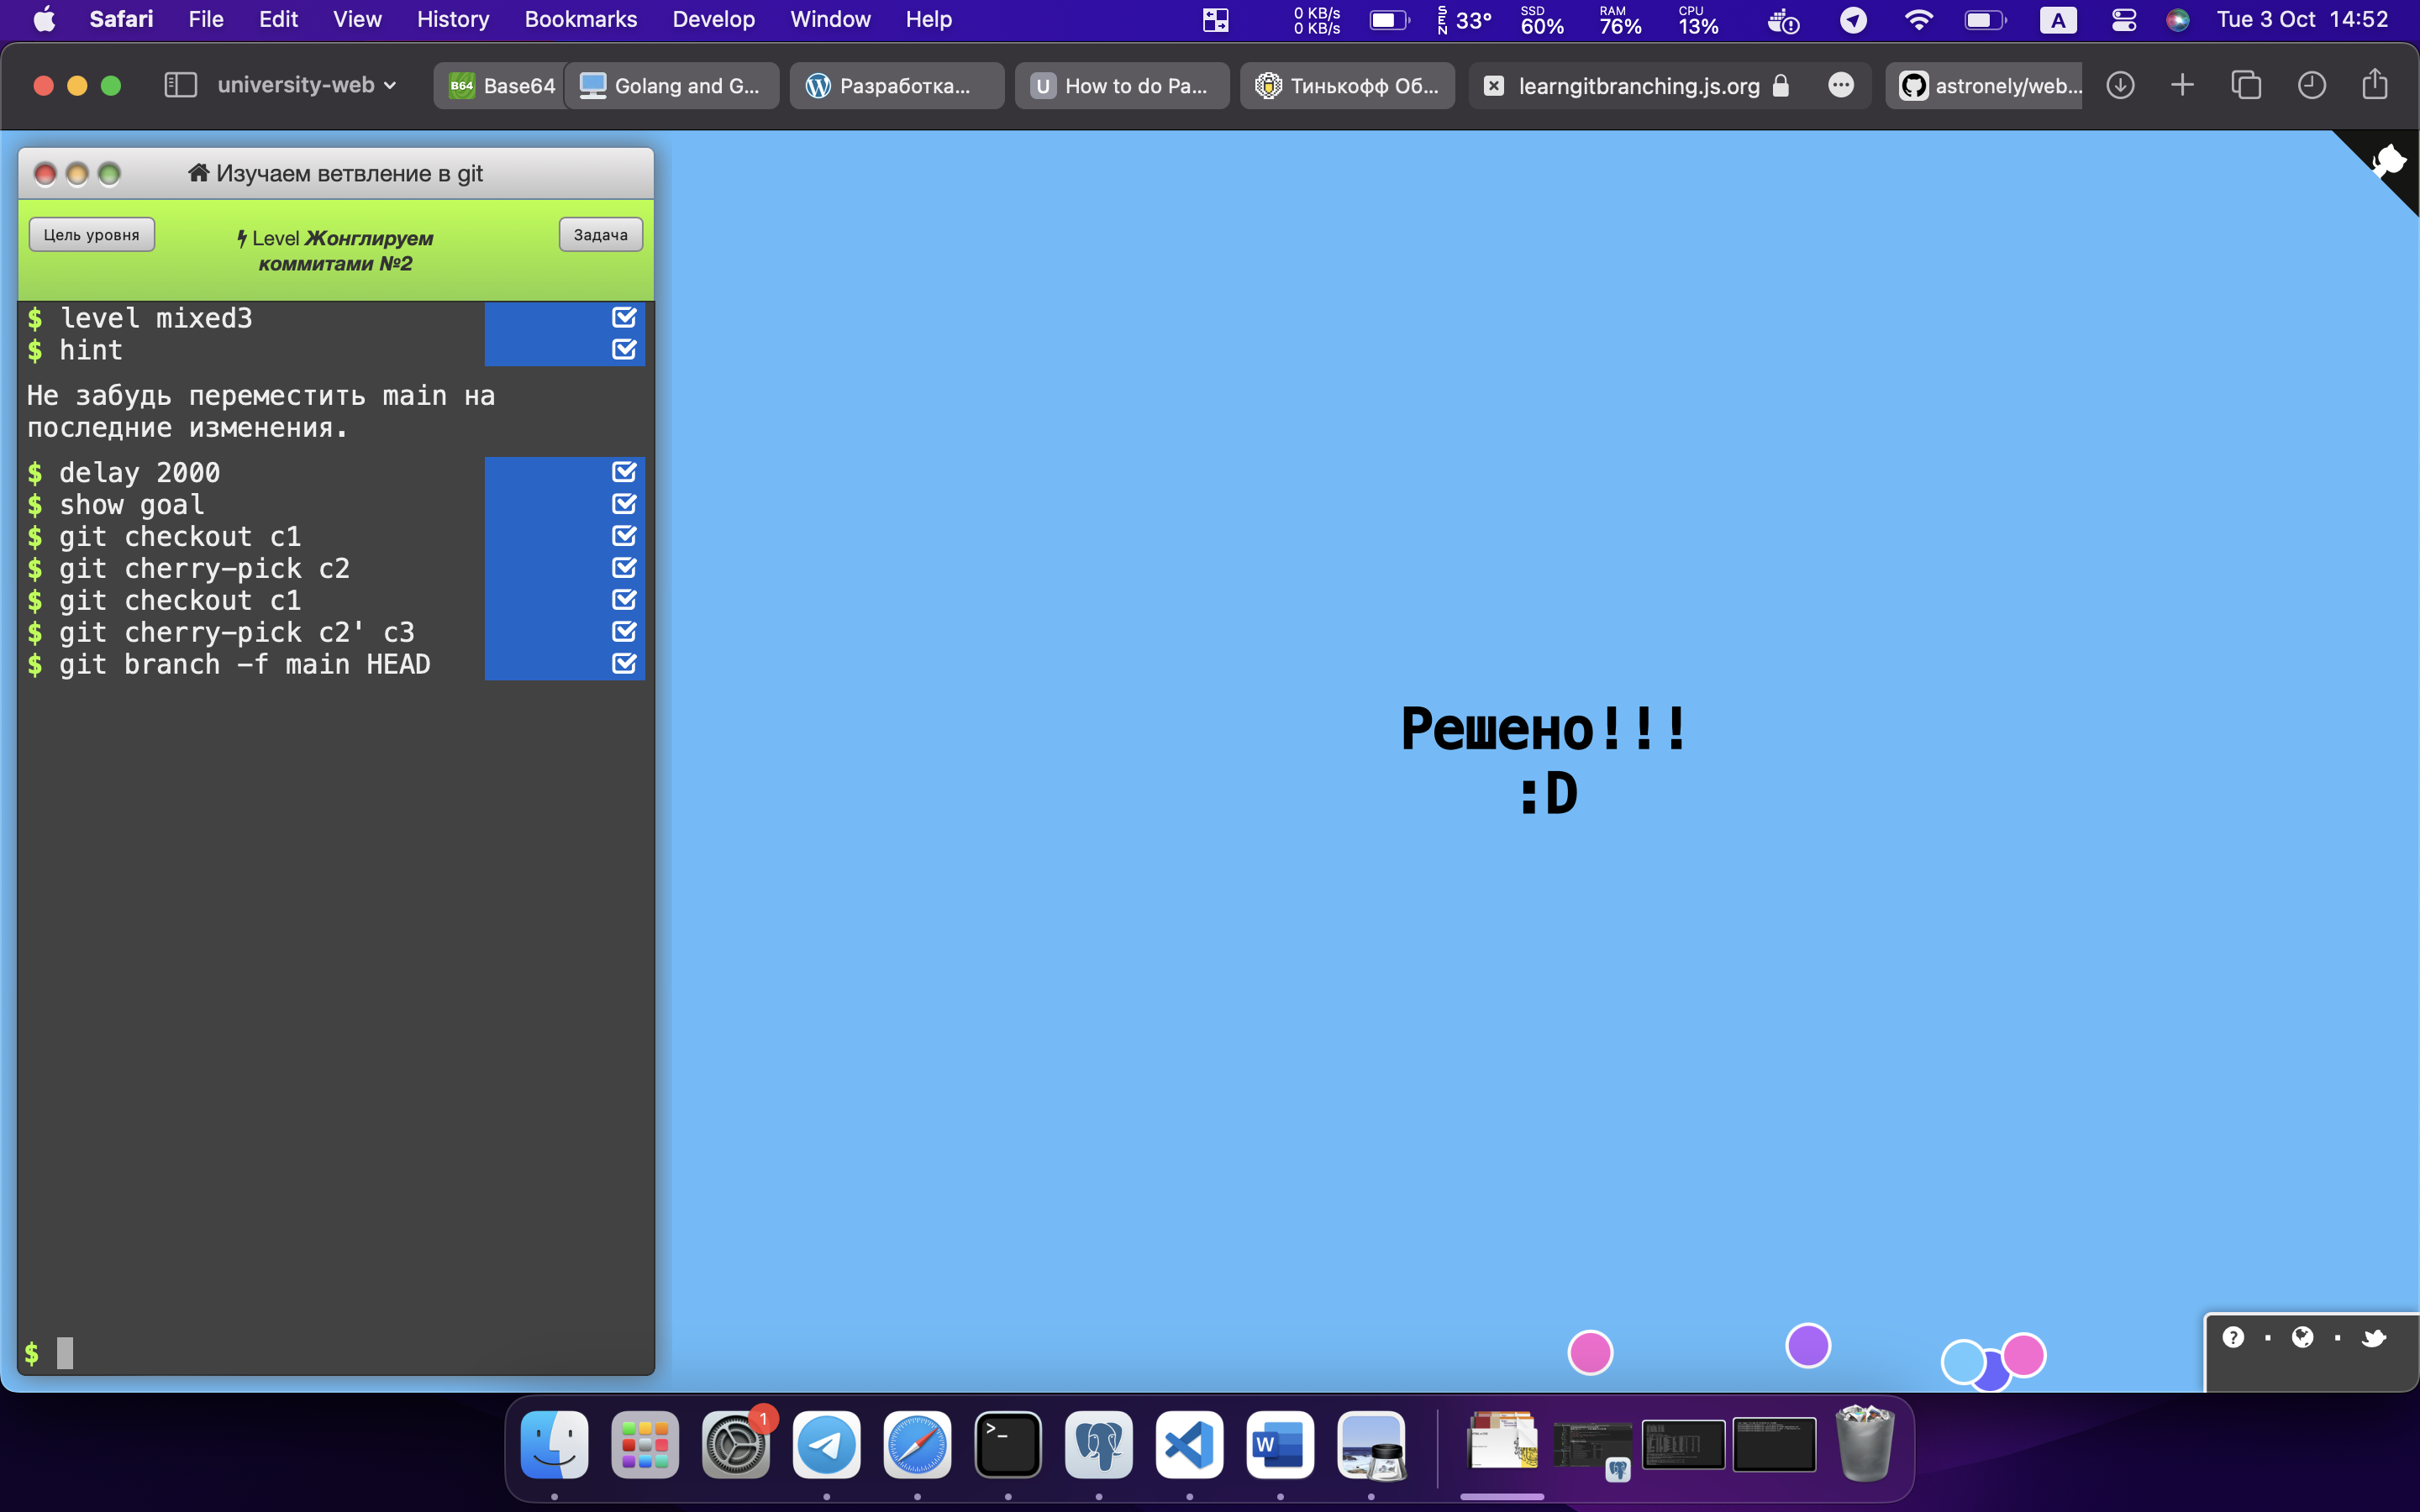 Safari File Edit View History Bookmarks Develop Window Help
0 KB/s
0 KB/s
SEN 33°
SSD
60%
RAM
76%
CPU
13%
A
Tue 3 Oct 14:52
university-web
B64 Base64
Golang and G...
Разработка...
U How to do Pa...
Тинькофф Об...
learngitbranching.js.org
astronely/web...
Изучаем ветвление в git
Цель уровня
Level Жонглируем
коммитами №2
Задача
$ level mixed3
$ hint
Не забудь переместить main на
последние изменения.
$ delay 2000
$ show goal
$ git checkout c1
$ git cherry-pick c2
$ git checkout c1
$ git cherry-pick c2' c3
$ git branch -f main HEAD
$
Решено!!!
:D
?
1
>_
W